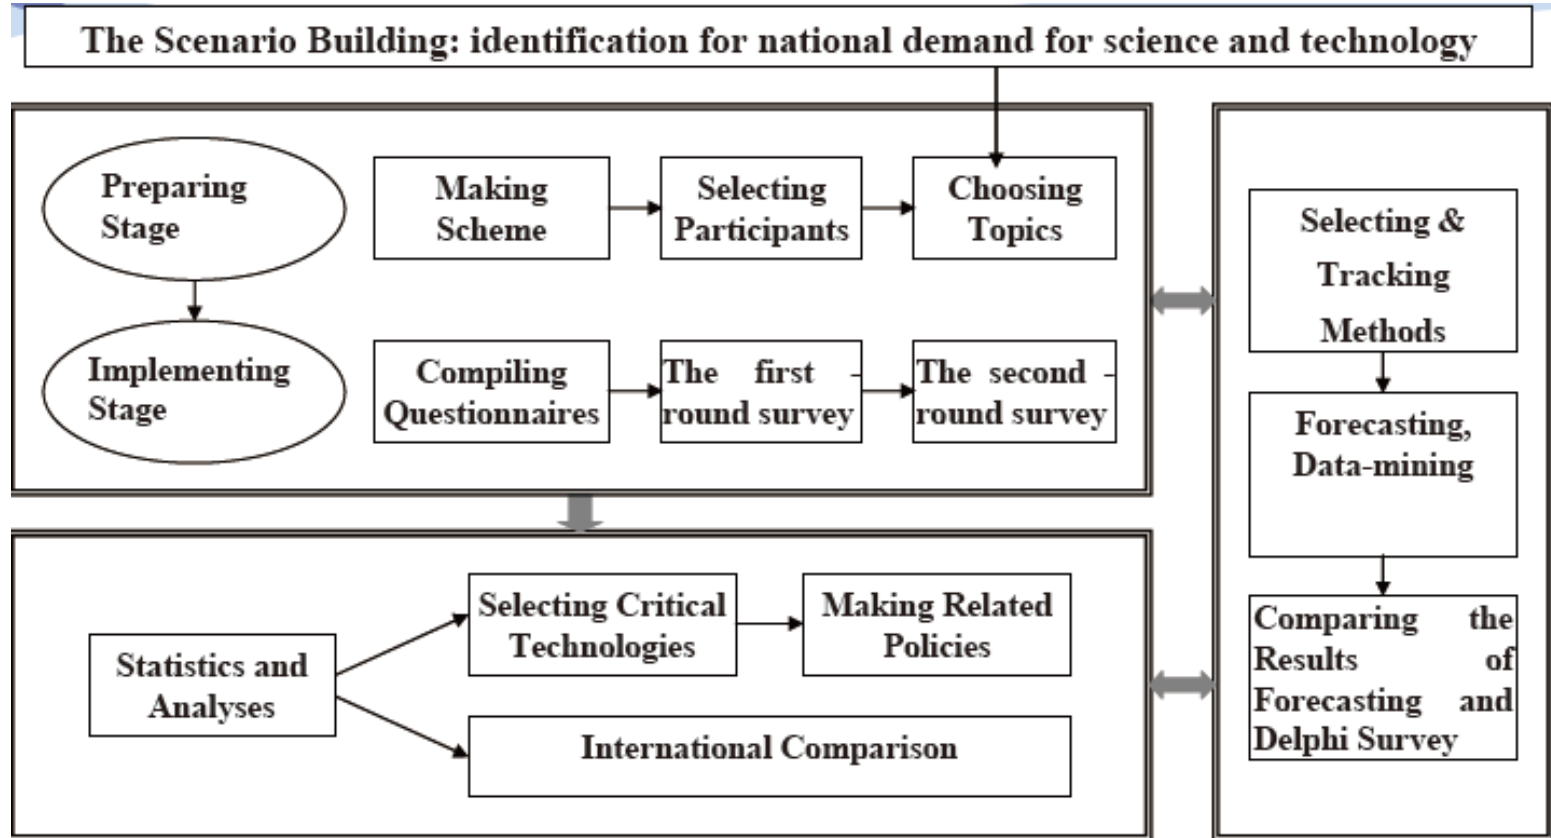 The Scenario Building: identification for national demand for science and technology
Preparing
Stage
Making
Scheme
Selecting
Participants
Choosing
Topics
Implementing
Stage
Compiling
Questionnaires
The first -
round survey
The second -
round survey
Statistics and
Analyses
Selecting Critical
Technologies
Making Related
Policies
International Comparison
Selecting &
Tracking
Methods
Forecasting,
Data-mining
Comparing the
Results of
Forecasting and
Delphi Survey